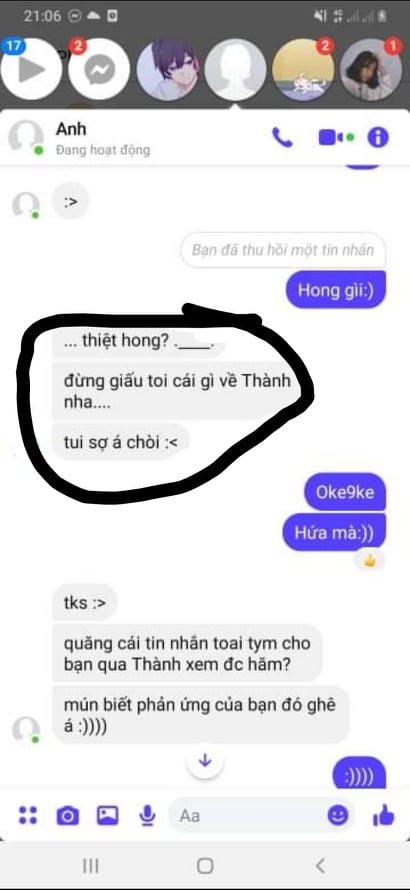 21:06
17
2
2
1
Anh
Đang hoạt động
:>
Bạn đã thu hồi một tin nhắn
Hong gìi:)
... thiệt hong? .____.
đừng giấu toi cái gì về Thành
nha....
tui sợ á chòi :<
Oke9ke
Hứa mà:))
tks :>
quăng cái tin nhắn toai tym cho
bạn qua Thành xem đc hăm?
mún biết phản ứng của bạn đó ghê
á :))))
:))))
Aa